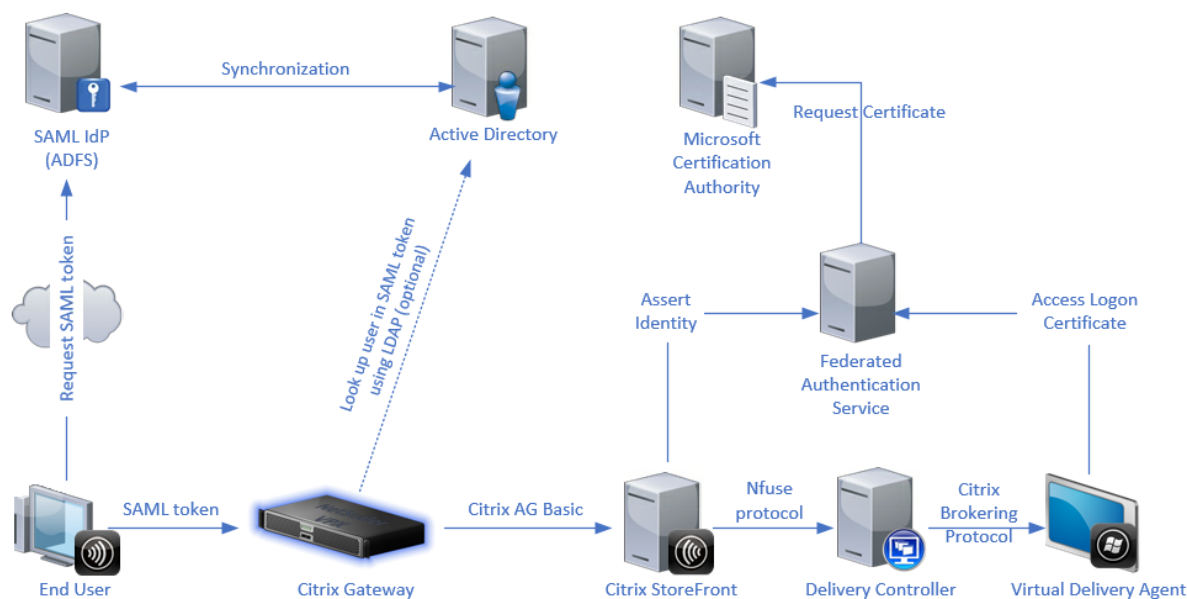 Synchronization
SAML IdP
(ADFS)
Active Directory
Request Certificate
Microsoft
Certification
Authority
Request SAML token
Look up user in SAML token
using LDAP (optional)
Assert
Identity
Access Logon
Certificate
Federated
Authentication
Service
SAML token
Citrix AG Basic
Nfuse
protocol
Citrix
Brokering
Protocol
End User
Citrix Gateway
Citrix StoreFront
Delivery Controller
Virtual Delivery Agent